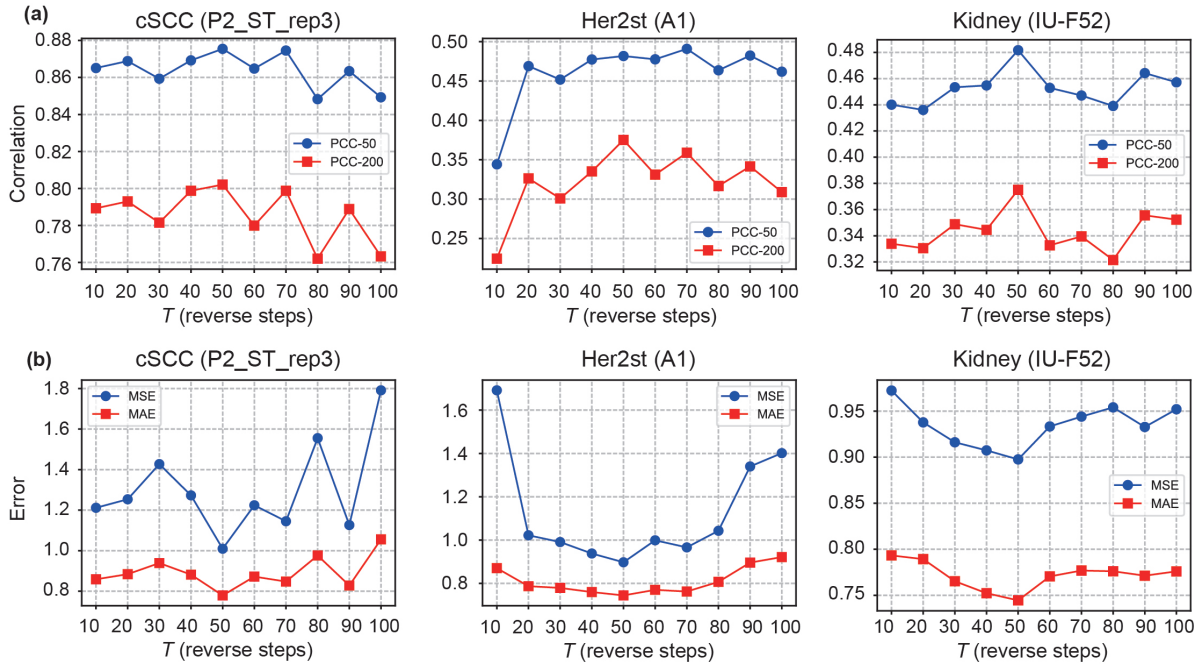 (a)
cSCC (P2_ST_rep3)
Her2st (A1)
Kidney (IU-F52)
Correlation
0.88
0.86
0.84
0.82
0.80
0.78
0.76
PCC-50
PCC-200
10 20 30 40 50 60 70 80 90 100
T (reverse steps)
0.50
0.45
0.40
0.35
0.30
0.25
PCC-50
PCC-200
10 20 30 40 50 60 70 80 90 100
T (reverse steps)
0.48
0.46
0.44
0.42
0.40
0.38
0.36
0.34
0.32
PCC-50
PCC-200
10 20 30 40 50 60 70 80 90 100
T (reverse steps)
(b)
cSCC (P2_ST_rep3)
Her2st (A1)
Kidney (IU-F52)
Error
1.8
1.6
1.4
1.2
1.0
0.8
MSE
MAE
10 20 30 40 50 60 70 80 90 100
T (reverse steps)
1.6
1.4
1.2
1.0
0.8
MSE
MAE
10 20 30 40 50 60 70 80 90 100
T (reverse steps)
0.95
0.90
0.85
0.80
0.75
MSE
MAE
10 20 30 40 50 60 70 80 90 100
T (reverse steps)